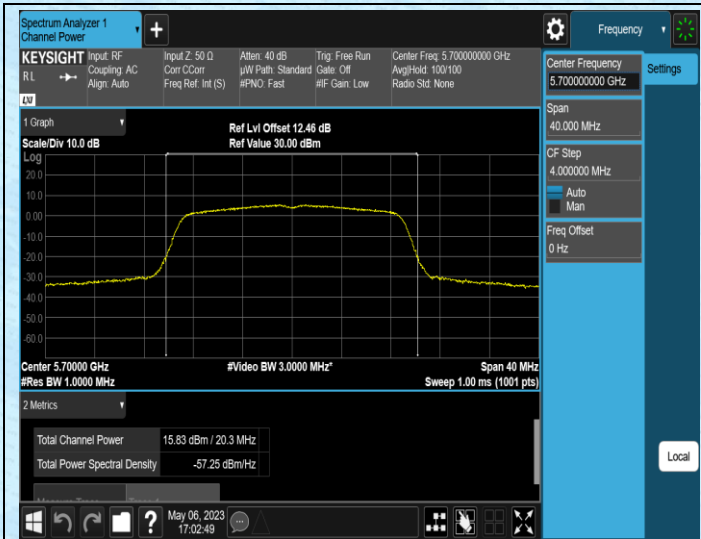 Spectrum Analyzer 1
Channel Power
Frequency
KEYSIGHT
RL
LXI
Input: RF
Coupling: AC
Align: Auto
Input Z: 50 Ω
Corr CCorr
Freq Ref: Int (S)
Atten: 40 dB
µW Path: Standard
#PNO: Fast
Trig: Free Run
Gate: Off
#IF Gain: Low
Center Freq: 5.700000000 GHz
Avg|Hold: 100/100
Radio Std: None
Center Frequency
5.700000000 GHz
Settings
Span
40.000 MHz
CF Step
4.000000 MHz
Auto
Man
Freq Offset
0 Hz
Local
1 Graph
Scale/Div 10.0 dB
Ref Lvl Offset 12.46 dB
Ref Value 30.00 dBm
Log
20.0
10.0
0.00
-10.0
-20.0
-30.0
-40.0
-50.0
-60.0
Center 5.70000 GHz
#Video BW 3.0000 MHz*
Span 40 MHz
#Res BW 1.0000 MHz
Sweep 1.00 ms (1001 pts)
2 Metrics
Total Channel Power 15.83 dBm / 20.3 MHz
Total Power Spectral Density -57.25 dBm/Hz
?
May 06, 2023
17:02:49